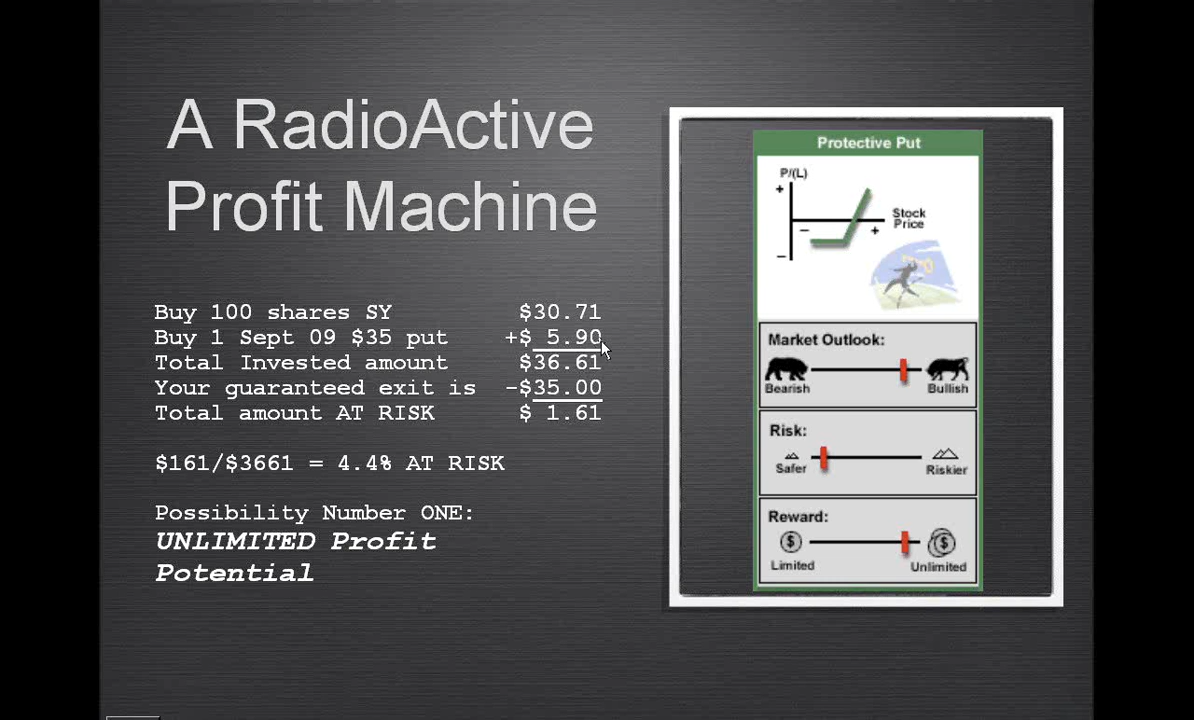 A RadioActive
Profit Machine
Buy 100 shares SY $30.71
Buy 1 Sept 09 $35 put +$ 5.90
Total Invested amount $36.61
Your guaranteed exit is -$35.00
Total amount AT RISK $ 1.61
$161/$3661 = 4.4% AT RISK
Possibility Number ONE:
UNLIMITED Profit
Potential
Protective Put
P/(L)
+
Stock
Price
− +
−
Market Outlook:
Bearish Bullish
Risk:
Safer Riskier
Reward:
$ $
Limited Unlimited